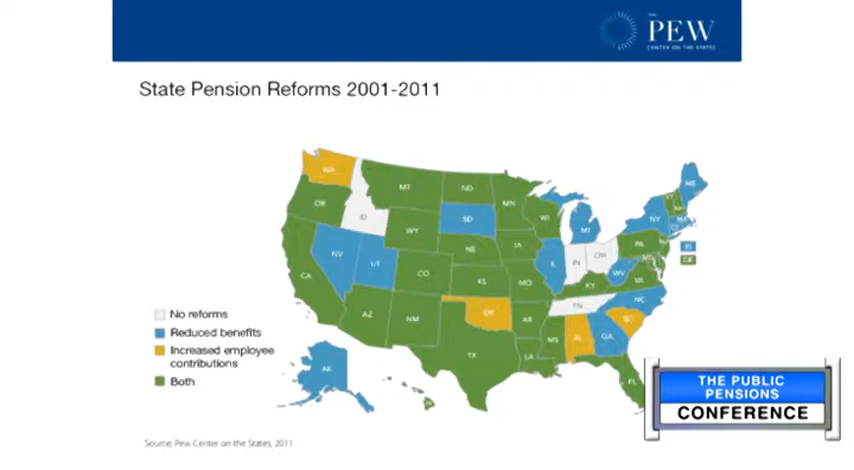 THE
PEW
CENTER ON THE STATES
State Pension Reforms 2001-2011
WA
MT
ND
MN
ME
OR
ID
SD
WI
MI
NY
WY
IA
NE
NV
UT
IL
IN
OH
PA
RI
DE
CA
CO
KS
MO
KY
WV
VA
NC
AZ
NM
OK
AR
TN
SC
MS
AL
GA
TX
LA
FL
AK
No reforms
Reduced benefits
Increased employee
contributions
Both
THE PUBLIC
PENSIONS
CONFERENCE
Source: Pew Center on the States, 2011